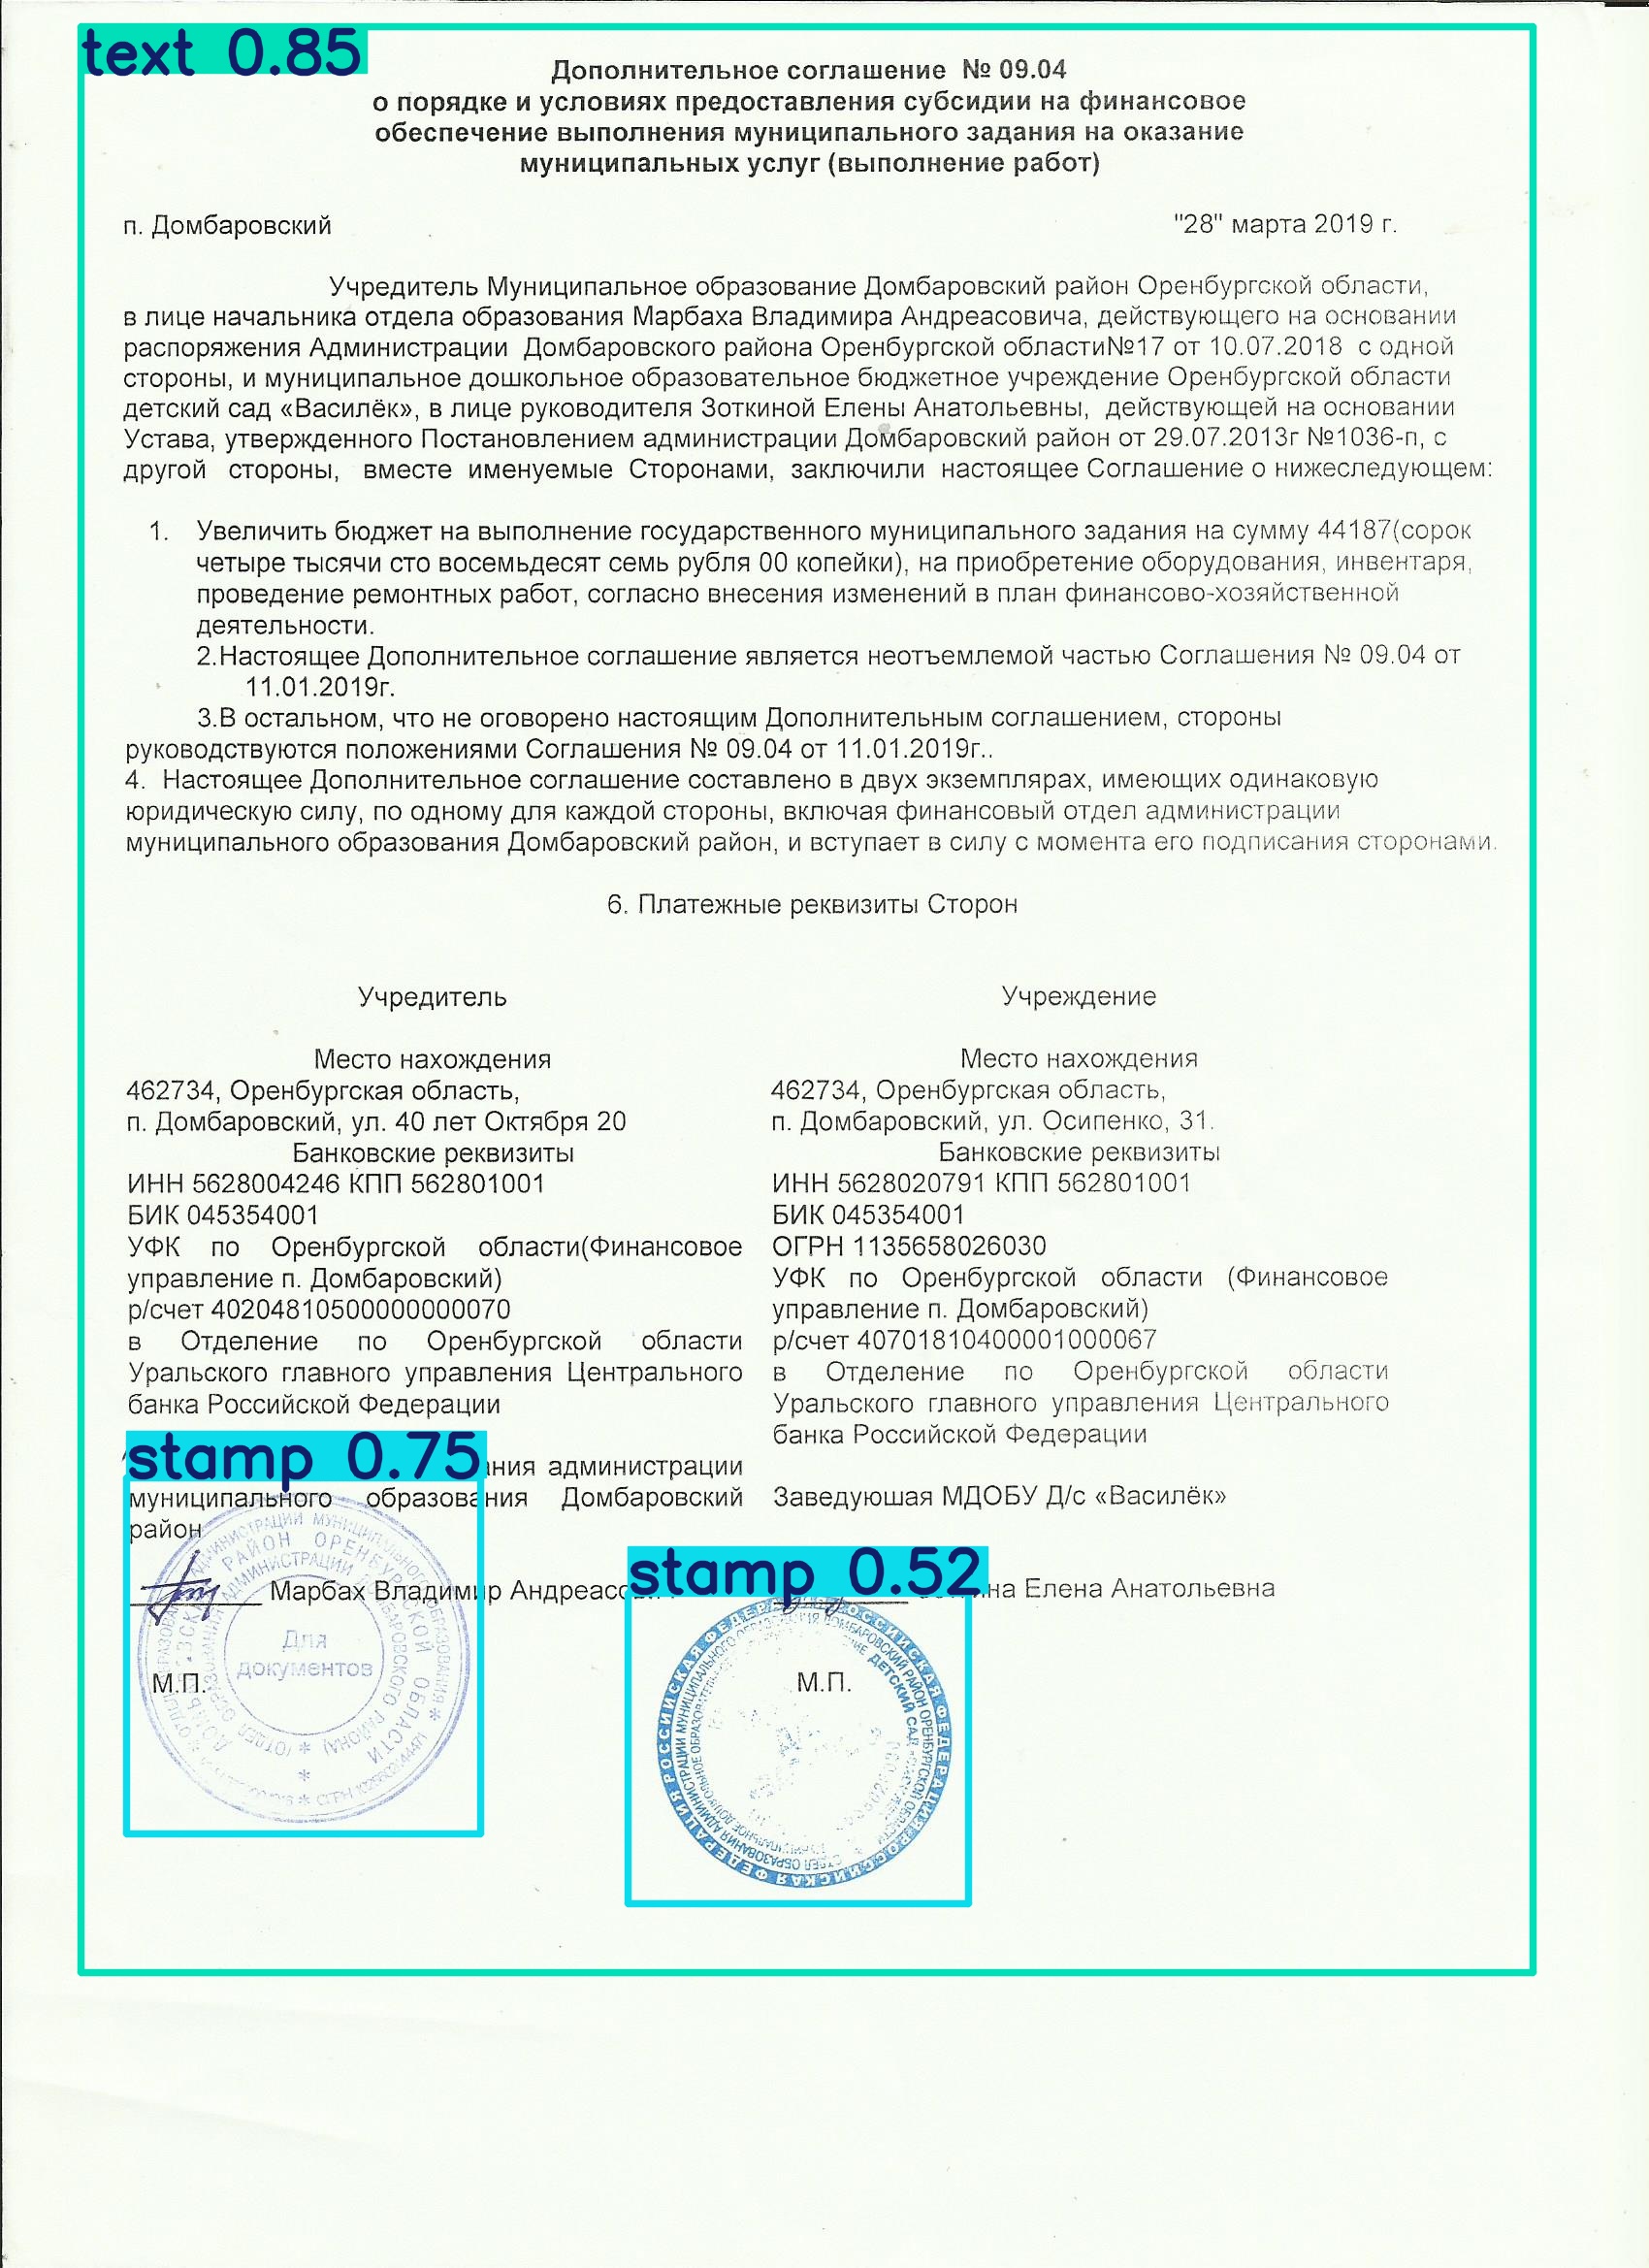 text 0.85
Дополнительное соглашение № 09.04
о порядке и условиях предоставления субсидии на финансовое
обеспечение выполнения муниципального задания на оказание
муниципальных услуг (выполнение работ)
п. Домбаровский
"28" марта 2019 г.
Учредитель Муниципальное образование Домбаровский район Оренбургской области,
в лице начальника отдела образования Марбаха Владимира Андреасовича, действующего на основании
распоряжения Администрации Домбаровского района Оренбургской области№17 от 10.07.2018 с одной
стороны, и муниципальное дошкольное образовательное бюджетное учреждение Оренбургской области
детский сад «Василёк», в лице руководителя Зоткиной Елены Анатольевны, действующей на основании
Устава, утвержденного Постановлением администрации Домбаровский район от 29.07.2013г №1036-п, с
другой стороны, вместе именуемые Сторонами, заключили настоящее Соглашение о нижеследующем:
1. Увеличить бюджет на выполнение государственного муниципального задания на сумму 44187(сорок
четыре тысячи сто восемьдесят семь рубля 00 копейки), на приобретение оборудования, инвентаря,
проведение ремонтных работ, согласно внесения изменений в план финансово-хозяйственной
деятельности.
2.Настоящее Дополнительное соглашение является неотъемлемой частью Соглашения № 09.04 от
11.01.2019г.
3.В остальном, что не оговорено настоящим Дополнительным соглашением, стороны
руководствуются положениями Соглашения № 09.04 от 11.01.2019г..
4. Настоящее Дополнительное соглашение составлено в двух экземплярах, имеющих одинаковую
юридическую силу, по одному для каждой стороны, включая финансовый отдел администрации
муниципального образования Домбаровский район, и вступает в силу с момента его подписания сторонами.
6. Платежные реквизиты Сторон
Учредитель
Место нахождения
462734, Оренбургская область,
п. Домбаровский, ул. 40 лет Октября 20
Банковские реквизиты
ИНН 5628004246 КПП 562801001
БИК 045354001
УФК по Оренбургской области(Финансовое
управление п. Домбаровский)
р/счет 40204810500000000070
в Отделение по Оренбургской области
Уральского главного управления Центрального
банка Российской Федерации
stamp 0.75
администрации
муниципального образования Домбаровский
район
Марбах Владимир
М.П.
Для
документов
Учреждение
Место нахождения
462734, Оренбургская область,
п. Домбаровский, ул. Осипенко, 31.
Банковские реквизиты
ИНН 5628020791 КПП 562801001
БИК 045354001
ОГРН 1135658026030
УФК по Оренбургской области (Финансовое
управление п. Домбаровский)
р/счет 40701810400001000067
в Отделение по Оренбургской области
Уральского главного управления Центрального
банка Российской Федерации
Заведуюшая МДОБУ Д/с «Василёк»
stamp 0.52
Елена Анатольевна
М.П.
РОССИЙСКАЯ ФЕДЕРАЦИЯ РОССИЙСКАЯ ФЕДЕРАЦИЯ
ДЕТСКИЙ САД